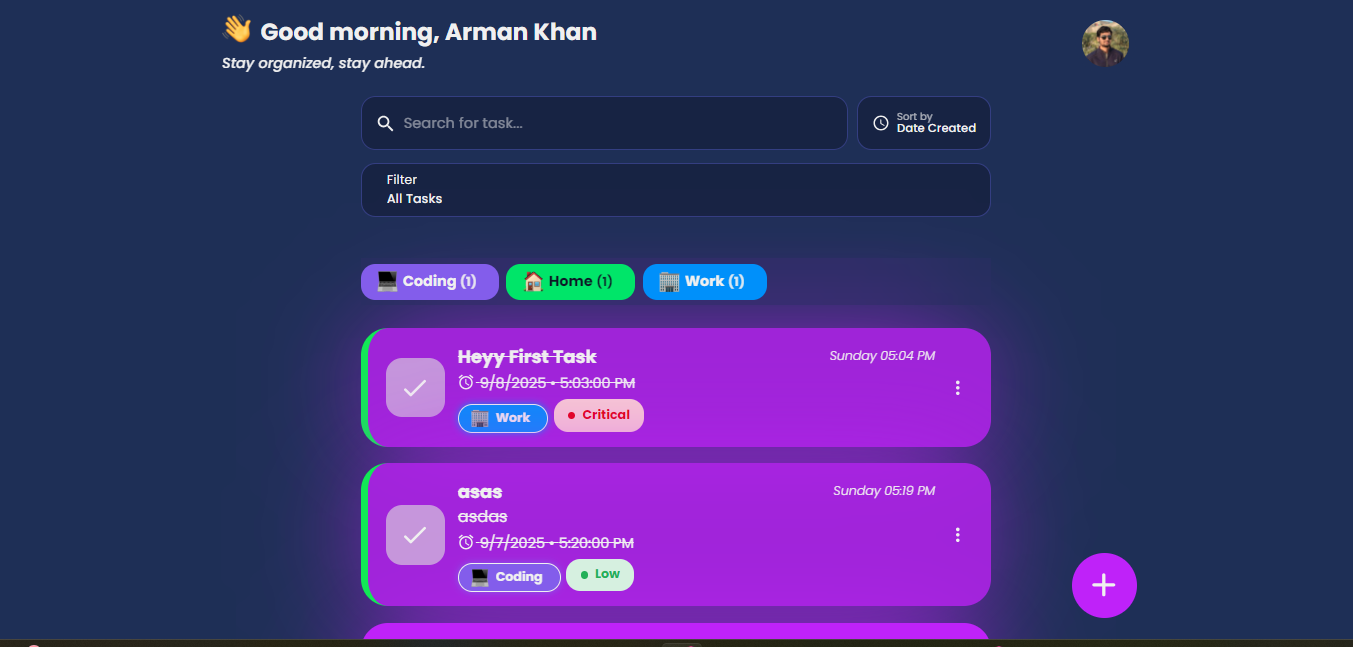 👋 Good morning, Arman Khan
Stay organized, stay ahead.
Search for task...
Sort by
Date Created
Filter
All Tasks
Coding (1)
Home (1)
Work (1)
Heyy First Task
Sunday 05:04 PM
9/8/2025 • 5:03:00 PM
Work
Critical
asas
Sunday 05:19 PM
asdas
9/7/2025 • 5:20:00 PM
Coding
Low